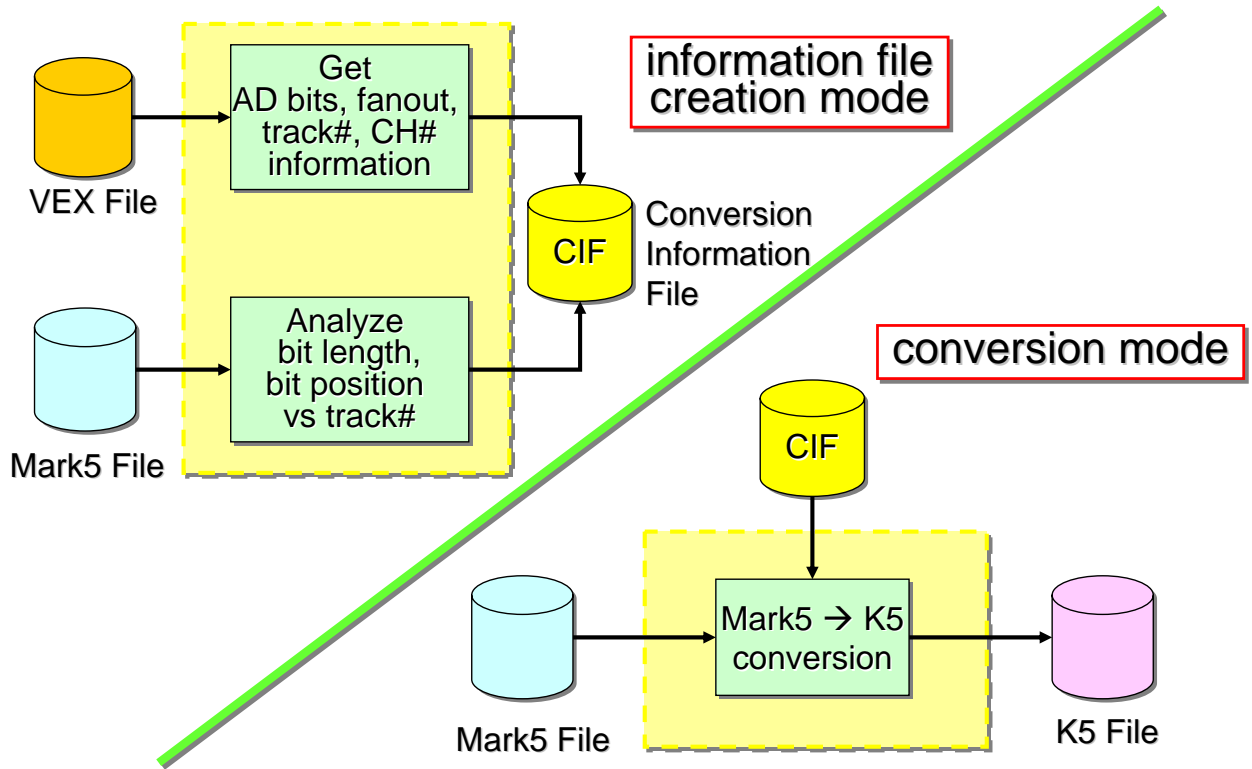 Get
AD bits, fanout,
track#, CH#
information
VEX File
information file
creation mode
CIF
Conversion
Information
File
Analyze
bit length,
bit position
vs track#
Mark5 File
conversion mode
CIF
Mark5 → K5
conversion
Mark5 File
K5 File